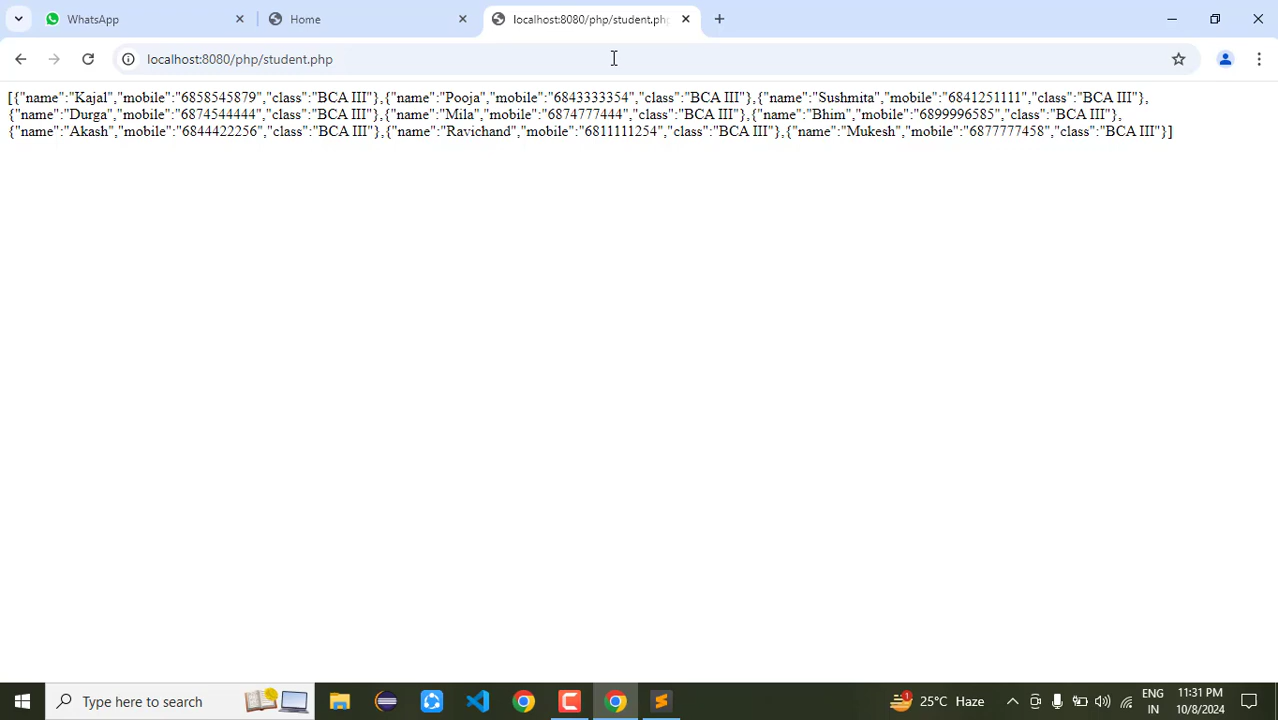 WhatsApp
Home
localhost:8080/php/student.php
localhost:8080/php/student.php
[{"name":"Kajal","mobile":"6858545879","class":"BCA III"},{"name":"Pooja","mobile":"6843333354","class":"BCA III"},{"name":"Sushmita","mobile":"6841251111","class":"BCA III"},
{"name":"Durga","mobile":"6874544444","class":"BCA III"},{"name":"Mila","mobile":"6874777444","class":"BCA III"},{"name":"Bhim","mobile":"6899996585","class":"BCA III"},
{"name":"Akash","mobile":"6844422256","class":"BCA III"},{"name":"Ravichand","mobile":"6811111254","class":"BCA III"},{"name":"Mukesh","mobile":"6877777458","class":"BCA III"}]
Type here to search
1
25°C Haze
ENG
IN
11:31 PM
10/8/2024